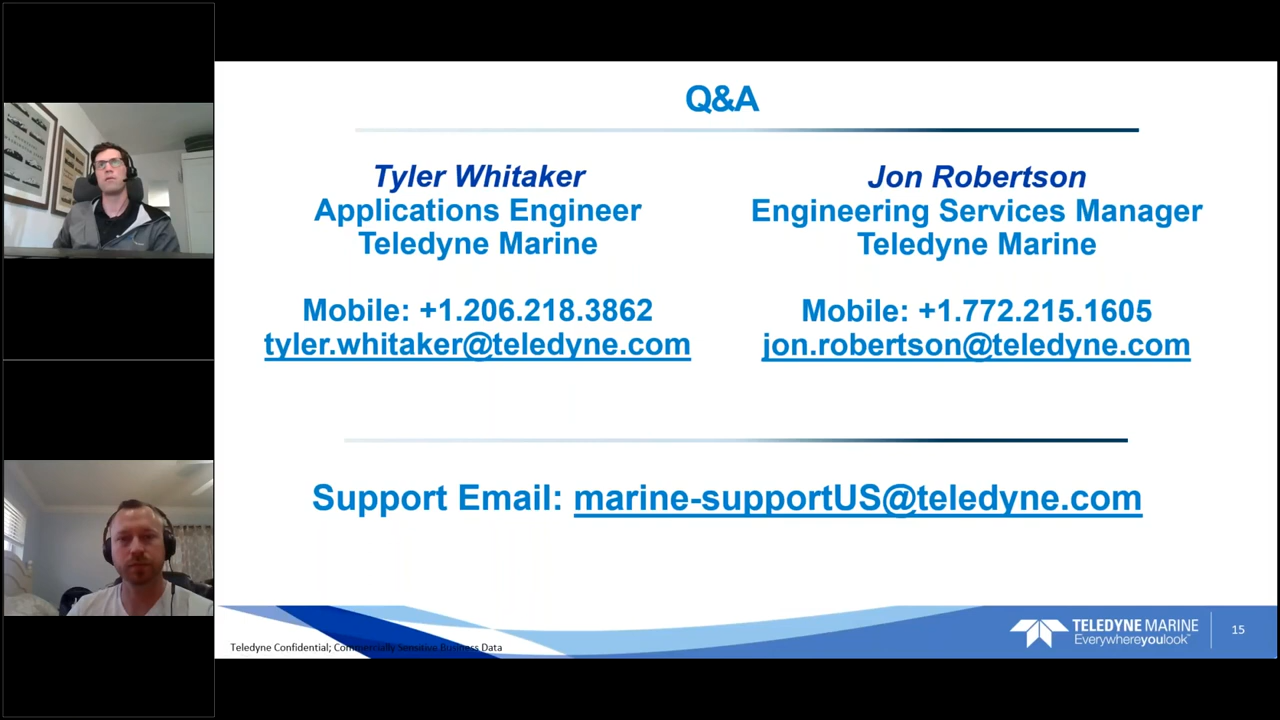 Q&A
Tyler Whitaker
Applications Engineer
Teledyne Marine
Mobile: +1.206.218.3862
tyler.whitaker@teledyne.com
Jon Robertson
Engineering Services Manager
Teledyne Marine
Mobile: +1.772.215.1605
jon.robertson@teledyne.com
Support Email: marine-supportUS@teledyne.com
Teledyne Confidential; Commercially Sensitive Business Data
TELEDYNE MARINE
Everywhereyoulook™
15